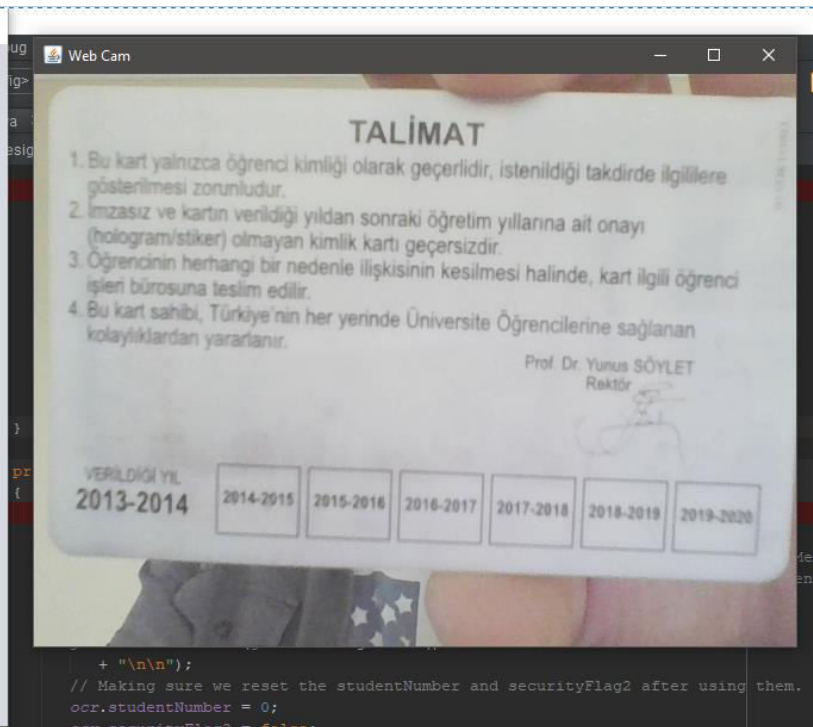 ug
Web Cam
ig>
a
esig
TALİMAT
1. Bu kart yalnızca öğrenci kimliği olarak geçerlidir, istenildiği takdirde ilgililere
gösterilmesi zorunludur.
2. İmzasız ve kartın verildiği yıldan sonraki öğretim yıllarına ait onayı
(hologram/stiker) olmayan kimlik kartı geçersizdir.
3. Öğrencinin herhangi bir nedenle ilişkisinin kesilmesi halinde, kart ilgili öğrenci
işleri bürosuna teslim edilir.
4. Bu kart sahibi, Türkiye'nin her yerinde Üniversite Öğrencilerine sağlanan
kolaylıklardan yararlanır.
Prof. Dr. Yunus SÖYLET
Rektör
}
pr
{
VERİLDİĞİ YIL
2013-2014 2014-2015 2015-2016 2016-2017 2017-2018 2018-2019 2019-2020
+ "\n\n");
// Making sure we reset the studentNumber and securityFlag2 after using them.
ocr.studentNumber = 0;